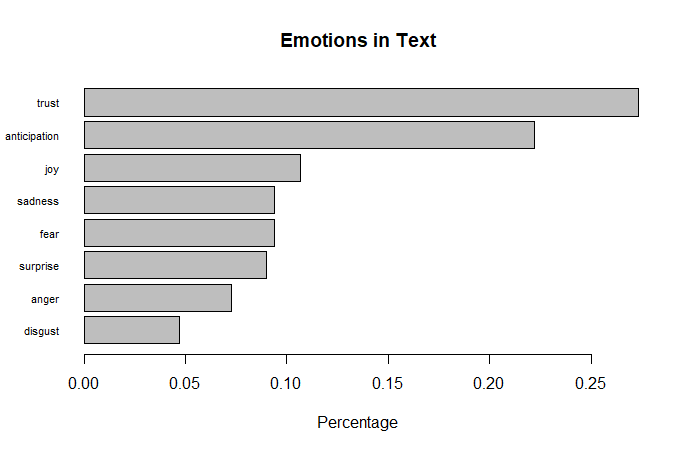 Emotions in Text
trust
anticipation
joy
sadness
fear
surprise
anger
disgust
0.00 0.05 0.10 0.15 0.20 0.25
Percentage